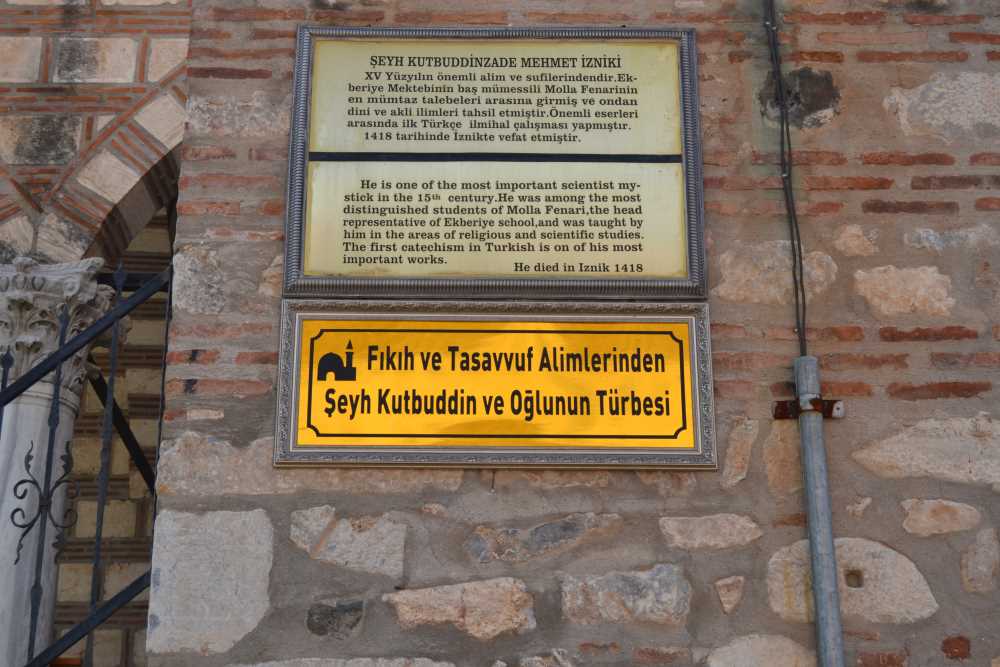 ŞEYH KUTBUDDİNZADE MEHMET İZNİKİ
XV Yüzyılın önemli alim ve sufilerindendir.Ek-
beriye Mektebinin baş mümessili Molla Fenarinin
en mümtaz talebeleri arasına girmiş ve ondan
dini ve akli ilimleri tahsil etmiştir.Önemli eserleri
arasında ilk Türkçe ilmihal çalışması yapmıştır.
1418 tarihinde İznikte vefat etmiştir.
He is one of the most important scientist my-
stick in the 15th century.He was among the most
distinguished students of Molla Fenari,the head
representative of Ekberiye school,and was taught by
him in the areas of religious and scientific studies.
The first catechism in Turkish is on of his most
important works.
He died in Iznik 1418
Fıkıh ve Tasavvuf Alimlerinden
Şeyh Kutbuddin ve Oğlunun Türbesi